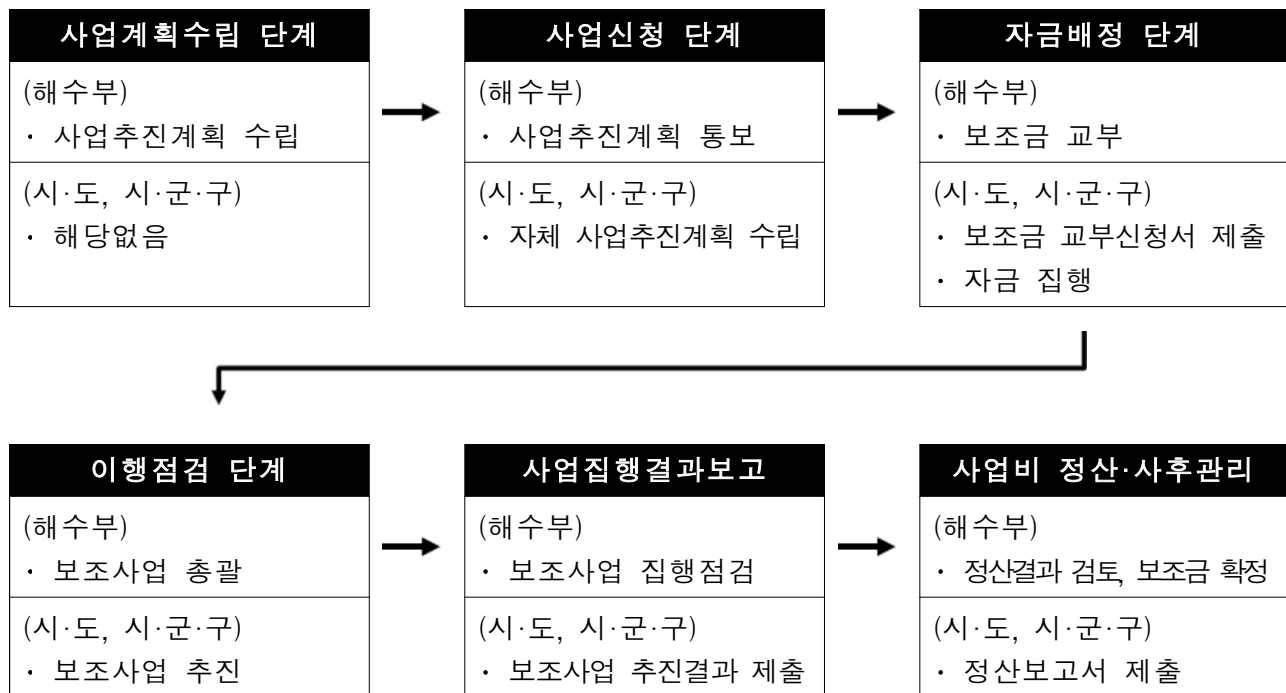 사업계획수립 단계
(해수부)
· 사업추진계획 수립
(시·도, 시·군·구)
· 해당없음
사업신청 단계
(해수부)
· 사업추진계획 통보
(시·도, 시·군·구)
· 자체 사업추진계획 수립
자금배정 단계
(해수부)
· 보조금 교부
(시·도, 시·군·구)
· 보조금 교부신청서 제출
· 자금 집행
이행점검 단계
(해수부)
· 보조사업 총괄
(시·도, 시·군·구)
· 보조사업 추진
사업집행결과보고
(해수부)
· 보조사업 집행점검
(시·도, 시·군·구)
· 보조사업 추진결과 제출
사업비 정산·사후관리
(해수부)
· 정산결과 검토, 보조금 확정
(시·도, 시·군·구)
· 정산보고서 제출